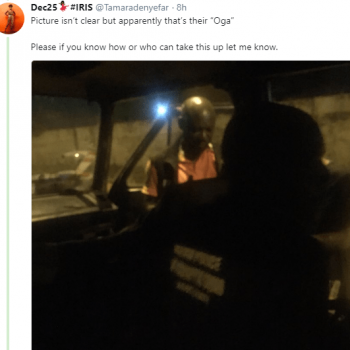 Dec25 💃#IRIS @Tamaradenyefar · 8h
Picture isn't clear but apparently that's their "Oga"
Please if you know how or who can take this up let me know.